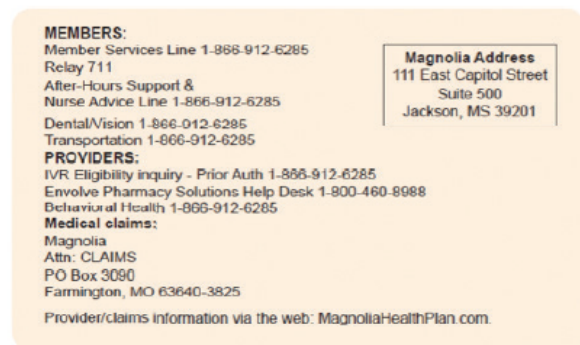 MEMBERS:
Member Services Line 1-866-912-6285
Relay 711
After-Hours Support &
Nurse Advice Line 1-866-912-6285
Dental/Vision 1-866-912-6285
Transportation 1-866-912-6285
Magnolia Address
111 East Capitol Street
Suite 500
Jackson, MS 39201
PROVIDERS:
IVR Eligibility inquiry - Prior Auth 1-866-912-6285
Envolve Pharmacy Solutions Help Desk 1-800-460-8988
Behavioral Health 1-866-912-6285
Medical claims:
Magnolia
Attn: CLAIMS
PO Box 3090
Farmington, MO 63640-3825
Provider/claims information via the web: MagnoliaHealthPlan.com.